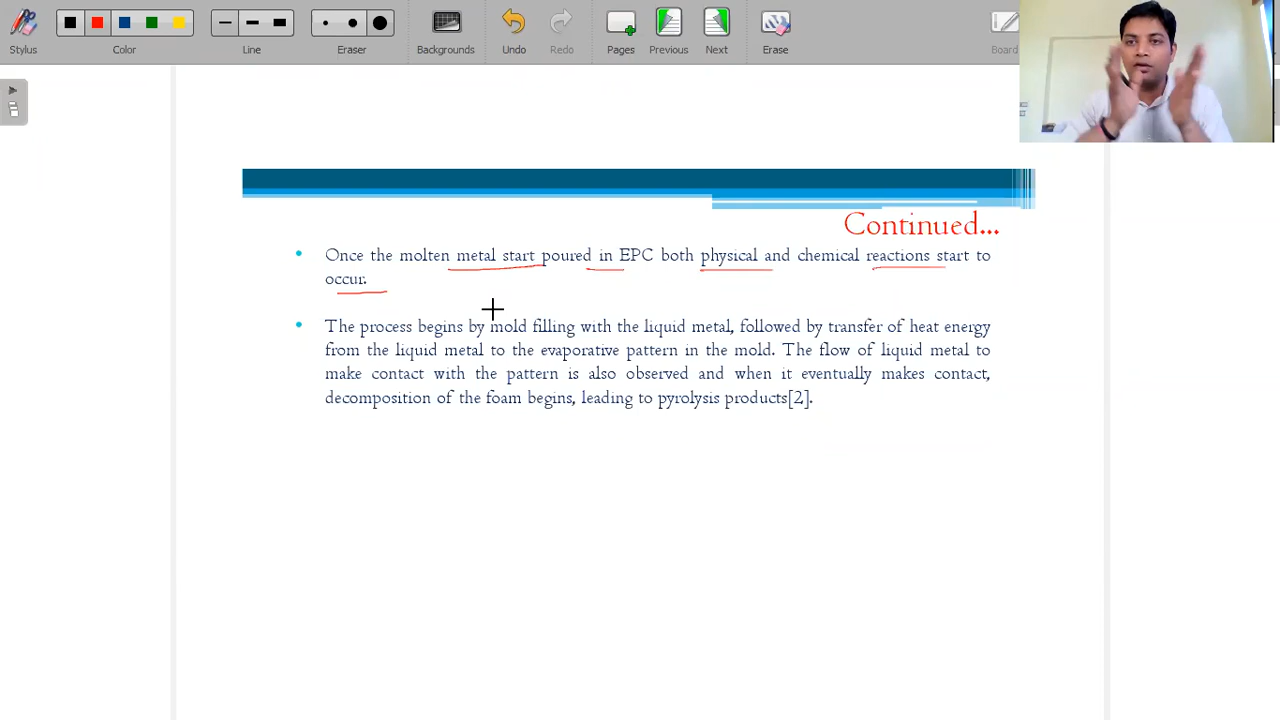 Stylus Color Line Eraser Backgrounds Undo Redo Pages Previous Next Erase Board
Continued...
• Once the molten metal start poured in EPC both physical and chemical reactions start to
occur.
• The process begins by mold filling with the liquid metal, followed by transfer of heat energy
from the liquid metal to the evaporative pattern in the mold. The flow of liquid metal to
make contact with the pattern is also observed and when it eventually makes contact,
decomposition of the foam begins, leading to pyrolysis products[2].